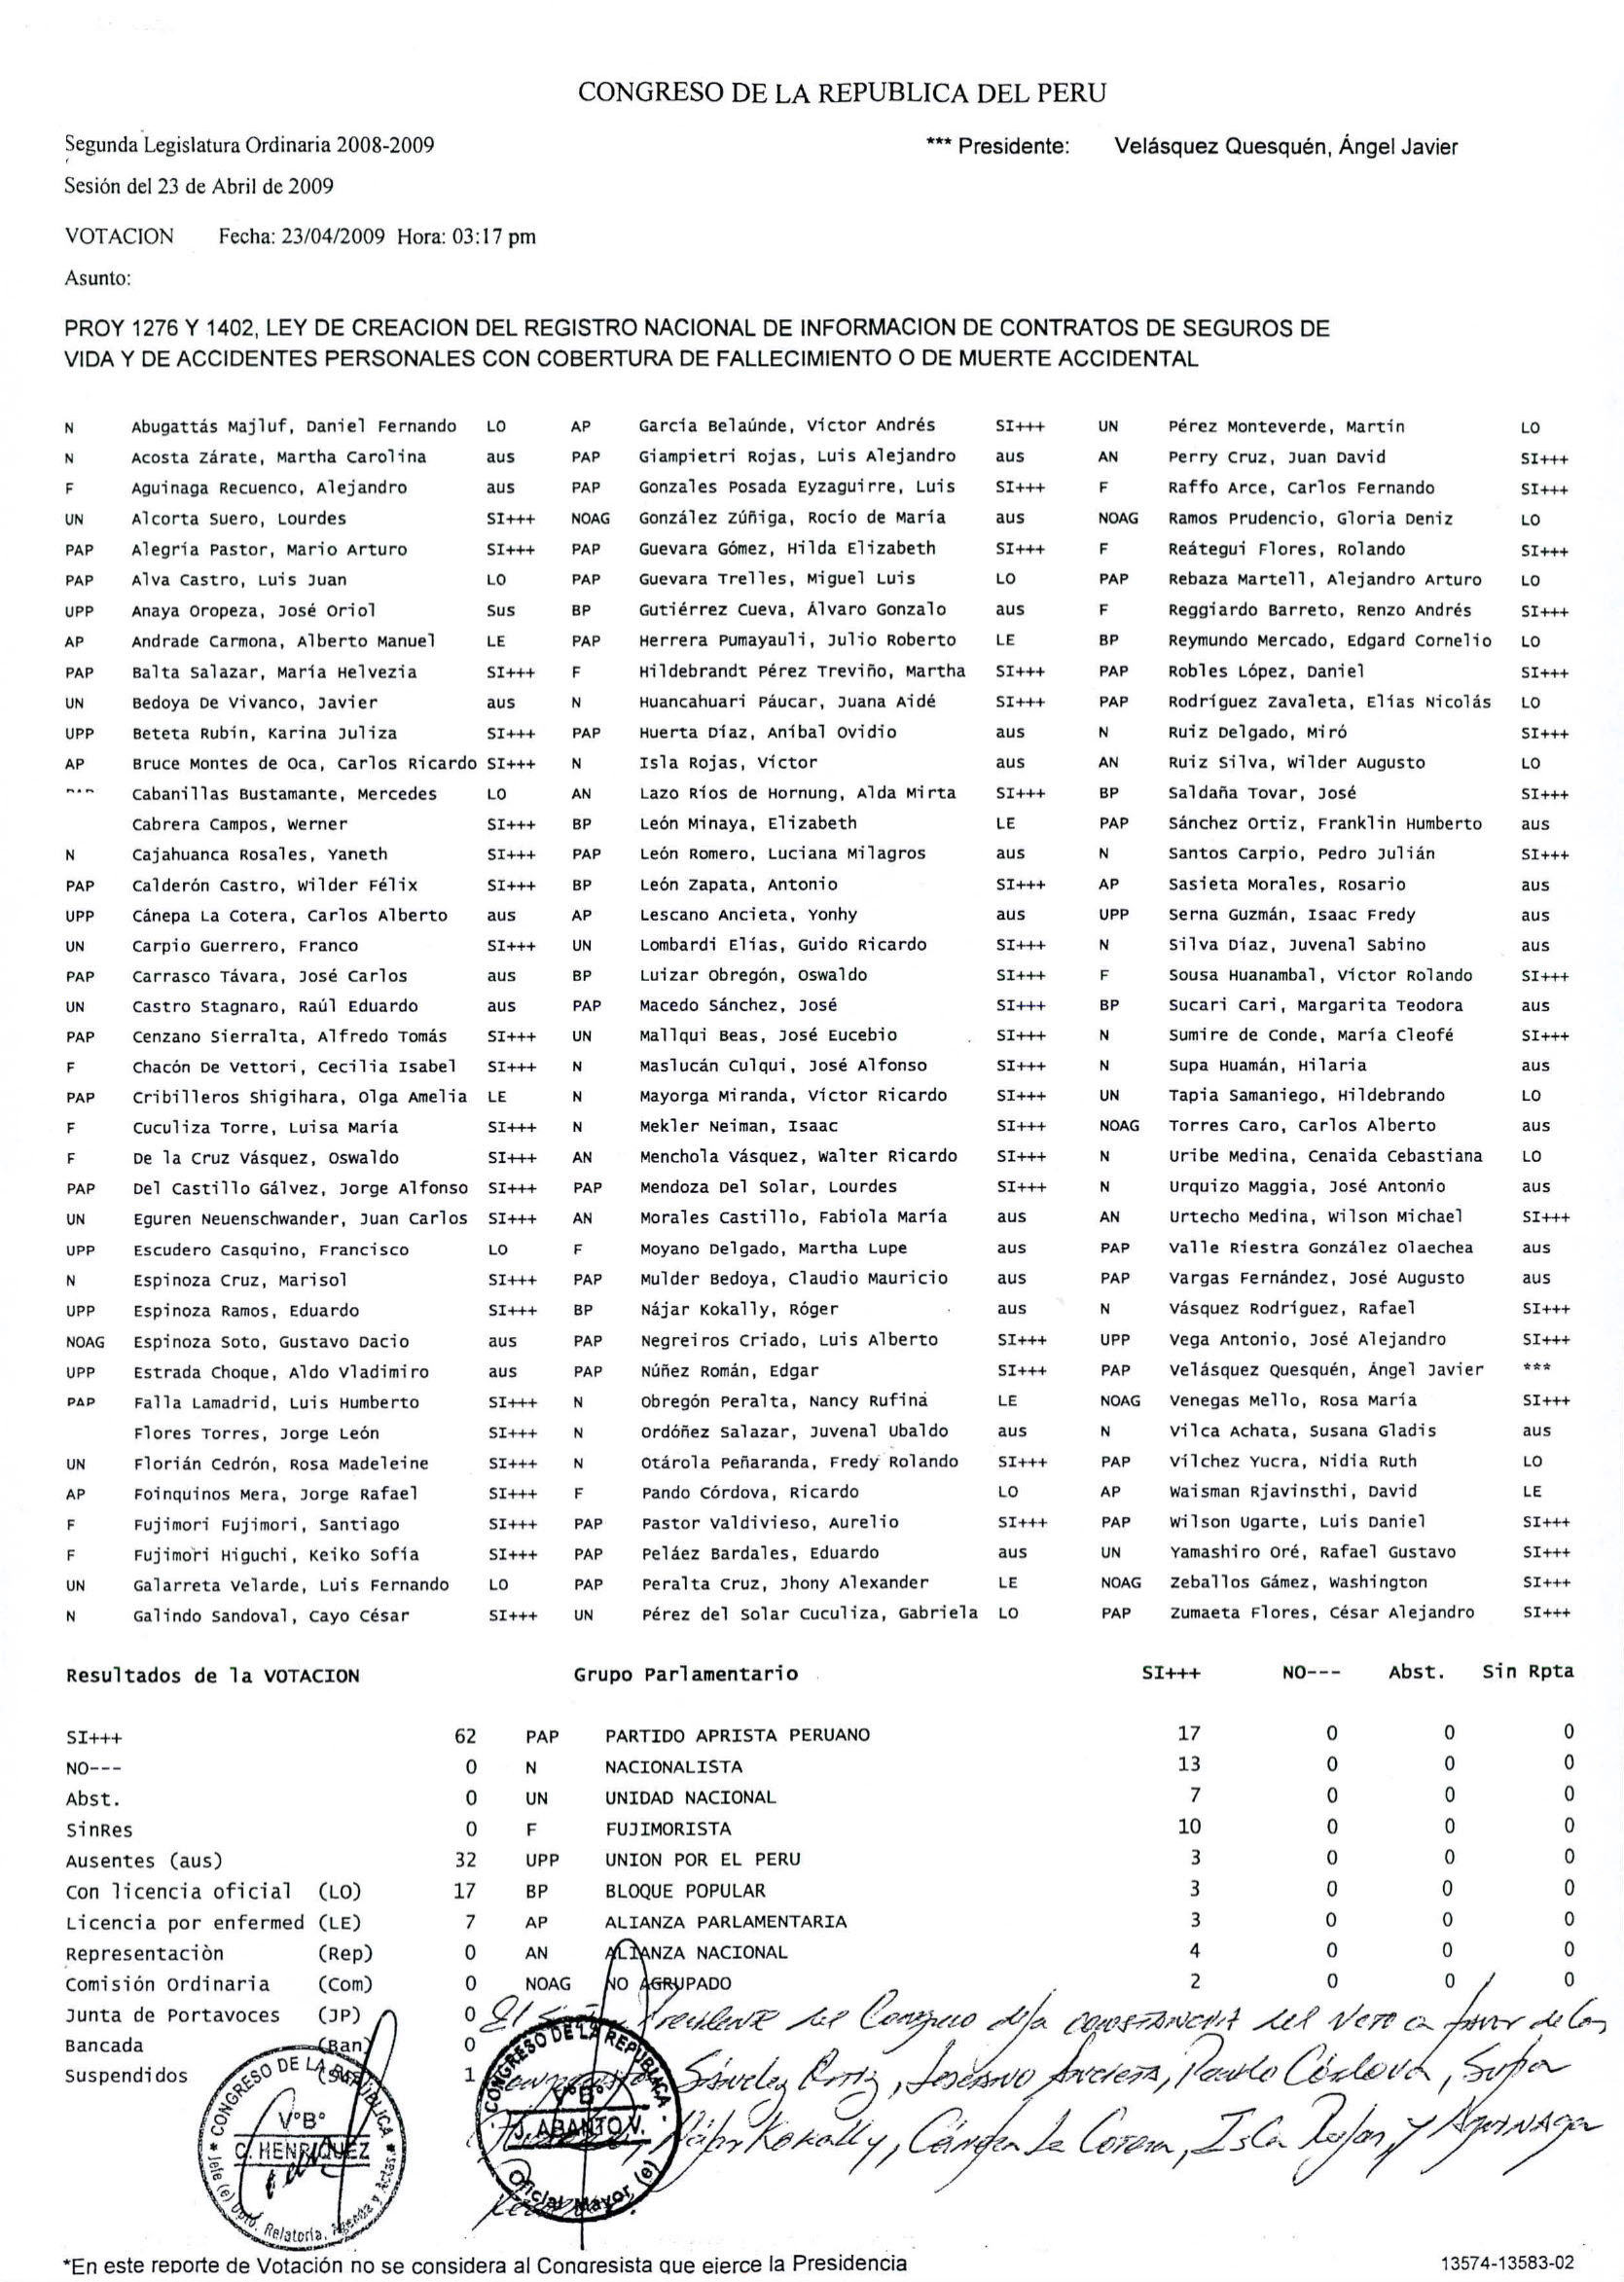 CONGRESO DE LA REPUBLICA DEL PERU
Segunda Legislatura Ordinaria 2008-2009 *** Presidente: Velásquez Quesquén, Ángel Javier
Sesión del 23 de Abril de 2009
VOTACION Fecha: 23/04/2009 Hora: 03:17 pm
Asunto:
PROY 1276 Y 1402, LEY DE CREACION DEL REGISTRO NACIONAL DE INFORMACION DE CONTRATOS DE SEGUROS DE
VIDA Y DE ACCIDENTES PERSONALES CON COBERTURA DE FALLECIMIENTO O DE MUERTE ACCIDENTAL
N Abugattás Majluf, Daniel Fernando LO AP García Belaúnde, Víctor Andrés SI+++ UN Pérez Monteverde, Martín LO
N Acosta Zárate, Martha Carolina aus PAP Giampietri Rojas, Luis Alejandro aus AN Perry Cruz, Juan David SI+++
F Aguinaga Recuenco, Alejandro aus PAP Gonzales Posada Eyzaguirre, Luis SI+++ F Raffo Arce, Carlos Fernando SI+++
UN Alcorta Suero, Lourdes SI+++ NOAG González Zúñiga, Rocío de María aus NOAG Ramos Prudencio, Gloria Deniz LO
PAP Alegría Pastor, Mario Arturo SI+++ PAP Guevara Gómez, Hilda Elizabeth SI+++ F Reátegui Flores, Rolando SI+++
PAP Alva Castro, Luis Juan LO PAP Guevara Trelles, Miguel Luis LO PAP Rebaza Martell, Alejandro Arturo LO
UPP Anaya Oropeza, José Oriol Sus BP Gutiérrez Cueva, Álvaro Gonzalo aus F Reggiardo Barreto, Renzo Andrés SI+++
AP Andrade Carmona, Alberto Manuel LE PAP Herrera Pumayauli, Julio Roberto LE BP Reymundo Mercado, Edgard Cornelio LO
PAP Balta Salazar, María Helvezia SI+++ F Hildebrandt Pérez Treviño, Martha SI+++ PAP Robles López, Daniel SI+++
UN Bedoya De Vivanco, Javier aus N Huancahuari Páucar, Juana Aidé SI+++ PAP Rodríguez Zavaleta, Elías Nicolás LO
UPP Beteta Rubín, Karina Juliza SI+++ PAP Huerta Díaz, Aníbal Ovidio aus N Ruiz Delgado, Miró SI+++
AP Bruce Montes de Oca, Carlos Ricardo SI+++ N Isla Rojas, Víctor aus AN Ruiz Silva, Wilder Augusto LO
Cabanillas Bustamante, Mercedes LO AN Lazo Ríos de Hornung, Alda Mirta SI+++ BP Saldaña Tovar, José SI+++
Cabrera Campos, Werner SI+++ BP León Minaya, Elizabeth LE PAP Sánchez Ortiz, Franklin Humberto aus
N Cajahuanca Rosales, Yaneth SI+++ PAP León Romero, Luciana Milagros aus N Santos Carpio, Pedro Julián SI+++
PAP Calderón Castro, Wilder Félix SI+++ BP León Zapata, Antonio SI+++ AP Sasieta Morales, Rosario aus
UPP Cánepa La Cotera, Carlos Alberto aus AP Lescano Ancieta, Yonhy aus UPP Serna Guzmán, Isaac Fredy aus
UN Carpio Guerrero, Franco SI+++ UN Lombardi Elías, Guido Ricardo SI+++ N Silva Díaz, Juvenal Sabino aus
PAP Carrasco Távara, José Carlos aus BP Luizar Obregón, Oswaldo SI+++ F Sousa Huanambal, Víctor Rolando SI+++
UN Castro Stagnaro, Raúl Eduardo aus PAP Macedo Sánchez, José SI+++ BP Sucari Cari, Margarita Teodora aus
PAP Cenzano Sierralta, Alfredo Tomás SI+++ UN Mallqui Beas, José Eucebio SI+++ N Sumire de Conde, María Cleofé SI+++
F Chacón De Vettori, Cecilia Isabel SI+++ N Maslucán Culqui, José Alfonso SI+++ N Supa Huamán, Hilaria aus
PAP Cribilleros Shigihara, Olga Amelia LE N Mayorga Miranda, Víctor Ricardo SI+++ UN Tapia Samaniego, Hildebrando LO
F Cuculiza Torre, Luisa María SI+++ N Mekler Neiman, Isaac SI+++ NOAG Torres Caro, Carlos Alberto aus
F De la Cruz Vásquez, Oswaldo SI+++ AN Menchola Vásquez, Walter Ricardo SI+++ N Uribe Medina, Cenaida Cebastiana LO
PAP Del Castillo Gálvez, Jorge Alfonso SI+++ PAP Mendoza Del Solar, Lourdes SI+++ N Urquizo Maggia, José Antonio aus
UN Eguren Neuenschwander, Juan Carlos SI+++ AN Morales Castillo, Fabiola María aus AN Urtecho Medina, Wilson Michael SI+++
UPP Escudero Casquino, Francisco LO F Moyano Delgado, Martha Lupe aus PAP Valle Riestra González Olaechea aus
N Espinoza Cruz, Marisol SI+++ PAP Mulder Bedoya, Claudio Mauricio aus PAP Vargas Fernández, José Augusto aus
UPP Espinoza Ramos, Eduardo SI+++ BP Nájar Kokally, Róger aus N Vásquez Rodríguez, Rafael SI+++
NOAG Espinoza Soto, Gustavo Dacio aus PAP Negreiros Criado, Luis Alberto SI+++ UPP Vega Antonio, José Alejandro SI+++
UPP Estrada Choque, Aldo Vladimiro aus PAP Núñez Román, Edgar SI+++ PAP Velásquez Quesquén, Ángel Javier ***
PAP Falla Lamadrid, Luis Humberto SI+++ N Obregón Peralta, Nancy Rufina LE NOAG Venegas Mello, Rosa María SI+++
Flores Torres, Jorge León SI+++ N Ordóñez Salazar, Juvenal Ubaldo aus N Vilca Achata, Susana Gladis aus
UN Florián Cedrón, Rosa Madeleine SI+++ N Otárola Peñaranda, Fredy Rolando SI+++ PAP Vilchez Yucra, Nidia Ruth LO
AP Foinquinos Mera, Jorge Rafael SI+++ F Pando Córdova, Ricardo LO AP Waisman Rjavinsthi, David LE
F Fujimori Fujimori, Santiago SI+++ PAP Pastor Valdivieso, Aurelio SI+++ PAP Wilson Ugarte, Luis Daniel SI+++
F Fujimori Higuchi, Keiko Sofía SI+++ PAP Peláez Bardales, Eduardo aus UN Yamashiro Oré, Rafael Gustavo SI+++
UN Galarreta Velarde, Luis Fernando LO PAP Peralta Cruz, Jhony Alexander LE NOAG Zeballos Gámez, Washington SI+++
N Galindo Sandoval, Cayo César SI+++ UN Pérez del Solar Cuculiza, Gabriela LO PAP Zumaeta Flores, César Alejandro SI+++
Resultados de la VOTACION Grupo Parlamentario SI+++ NO--- Abst. Sin Rpta
SI+++ 62 PAP PARTIDO APRISTA PERUANO 17 0 0 0
NO--- 0 N NACIONALISTA 13 0 0 0
Abst. 0 UN UNIDAD NACIONAL 7 0 0 0
SinRes 0 F FUJIMORISTA 10 0 0 0
Ausentes (aus) 32 UPP UNION POR EL PERU 3 0 0 0
Con licencia oficial (LO) 17 BP BLOQUE POPULAR 3 0 0 0
Licencia por enfermed (LE) 7 AP ALIANZA PARLAMENTARIA 3 0 0 0
Representaciòn (Rep) 0 AN ALIANZA NACIONAL 4 0 0 0
Comisión Ordinaria (Com) 0 NOAG NO AGRUPADO 2 0 0 0
Junta de Portavoces (JP) 0
El Señor Presidente del Congreso deja constancia del voto a favor de los
Bancada (Ban) 0
Suspendidos 1
Sánchez Ortiz, Lescano Ancieta, Pando Córdova, Supa
Nájar Kokally, Cánepa La Cotera, Isla Rojas, y Aguinaga
CONGRESO DE LA REPUBLICA
V°B°
C. HENRIQUEZ
Jefe (e) Dpto. Relatoría, Agenda y Actas
CONGRESO DE LA REPUBLICA
V°B°
J. ABANTO V.
Oficial Mayor (e)
*En este reporte de Votación no se considera al Congresista que ejerce la Presidencia 13574-13583-02